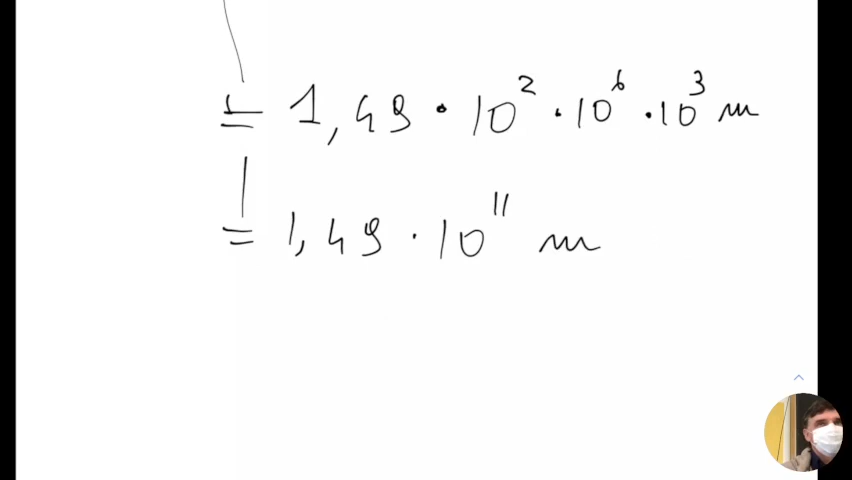 = 1,49 · 10² · 10⁶ · 10³ m
= 1,49 · 10¹¹ m